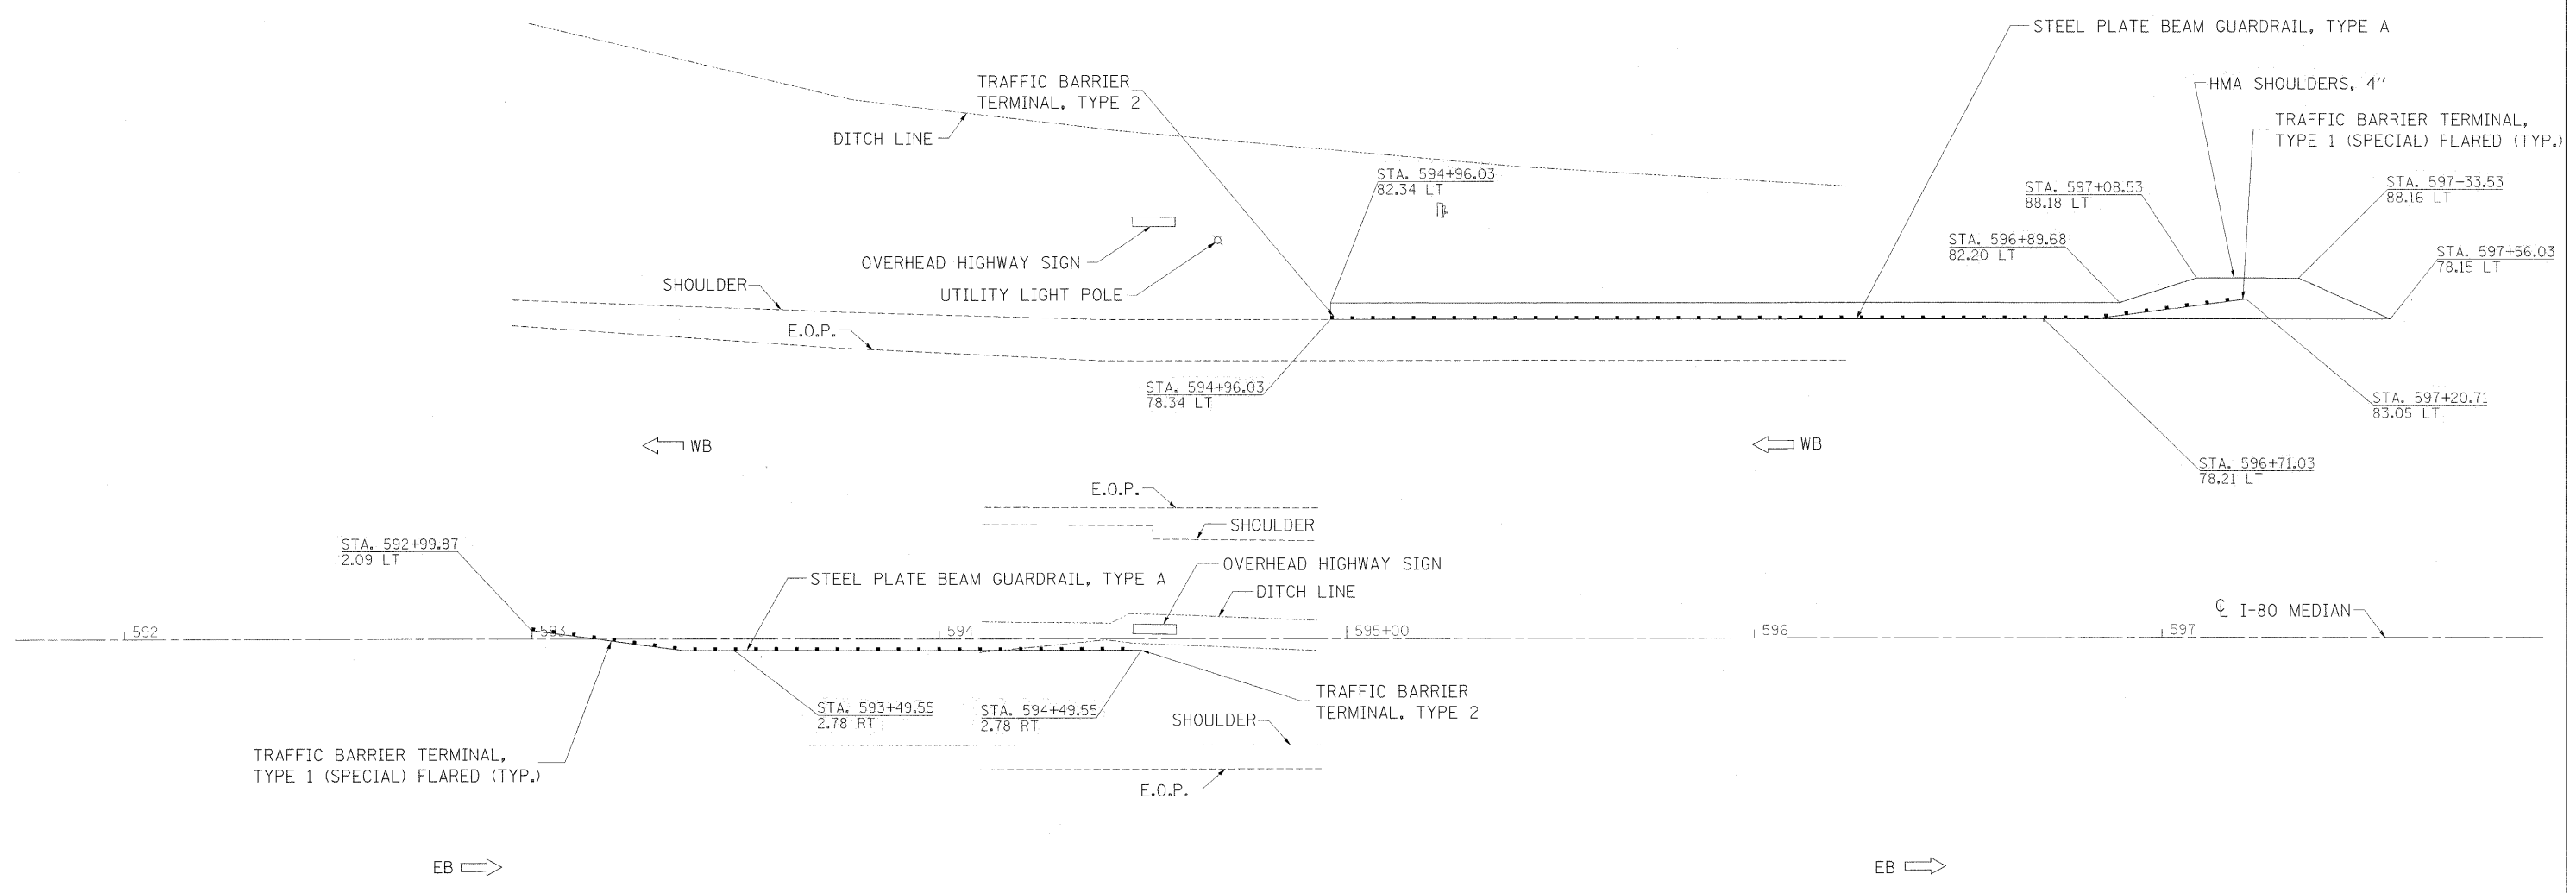 STEEL PLATE BEAM GUARDRAIL, TYPE A
TRAFFIC BARRIER
TERMINAL, TYPE 2
HMA SHOULDERS, 4''
DITCH LINE
TRAFFIC BARRIER TERMINAL,
TYPE 1 (SPECIAL) FLARED (TYP.)
STA. 594+96.03
82.34 LT
STA. 597+08.53
88.18 LT
STA. 597+33.53
88.16 LT
STA. 596+89.68
82.20 LT
STA. 597+56.03
78.15 LT
OVERHEAD HIGHWAY SIGN
SHOULDER
UTILITY LIGHT POLE
E.O.P.
STA. 594+96.03
78.34 LT
STA. 597+20.71
83.05 LT
WB
WB
STA. 596+71.03
78.21 LT
E.O.P.
SHOULDER
STA. 592+99.87
2.09 LT
OVERHEAD HIGHWAY SIGN
STEEL PLATE BEAM GUARDRAIL, TYPE A
DITCH LINE
℄ I-80 MEDIAN
592
593
594
595+00
596
597
STA. 593+49.55
2.78 RT
STA. 594+49.55
2.78 RT
TRAFFIC BARRIER
TERMINAL, TYPE 2
SHOULDER
TRAFFIC BARRIER TERMINAL,
TYPE 1 (SPECIAL) FLARED (TYP.)
E.O.P.
EB
EB